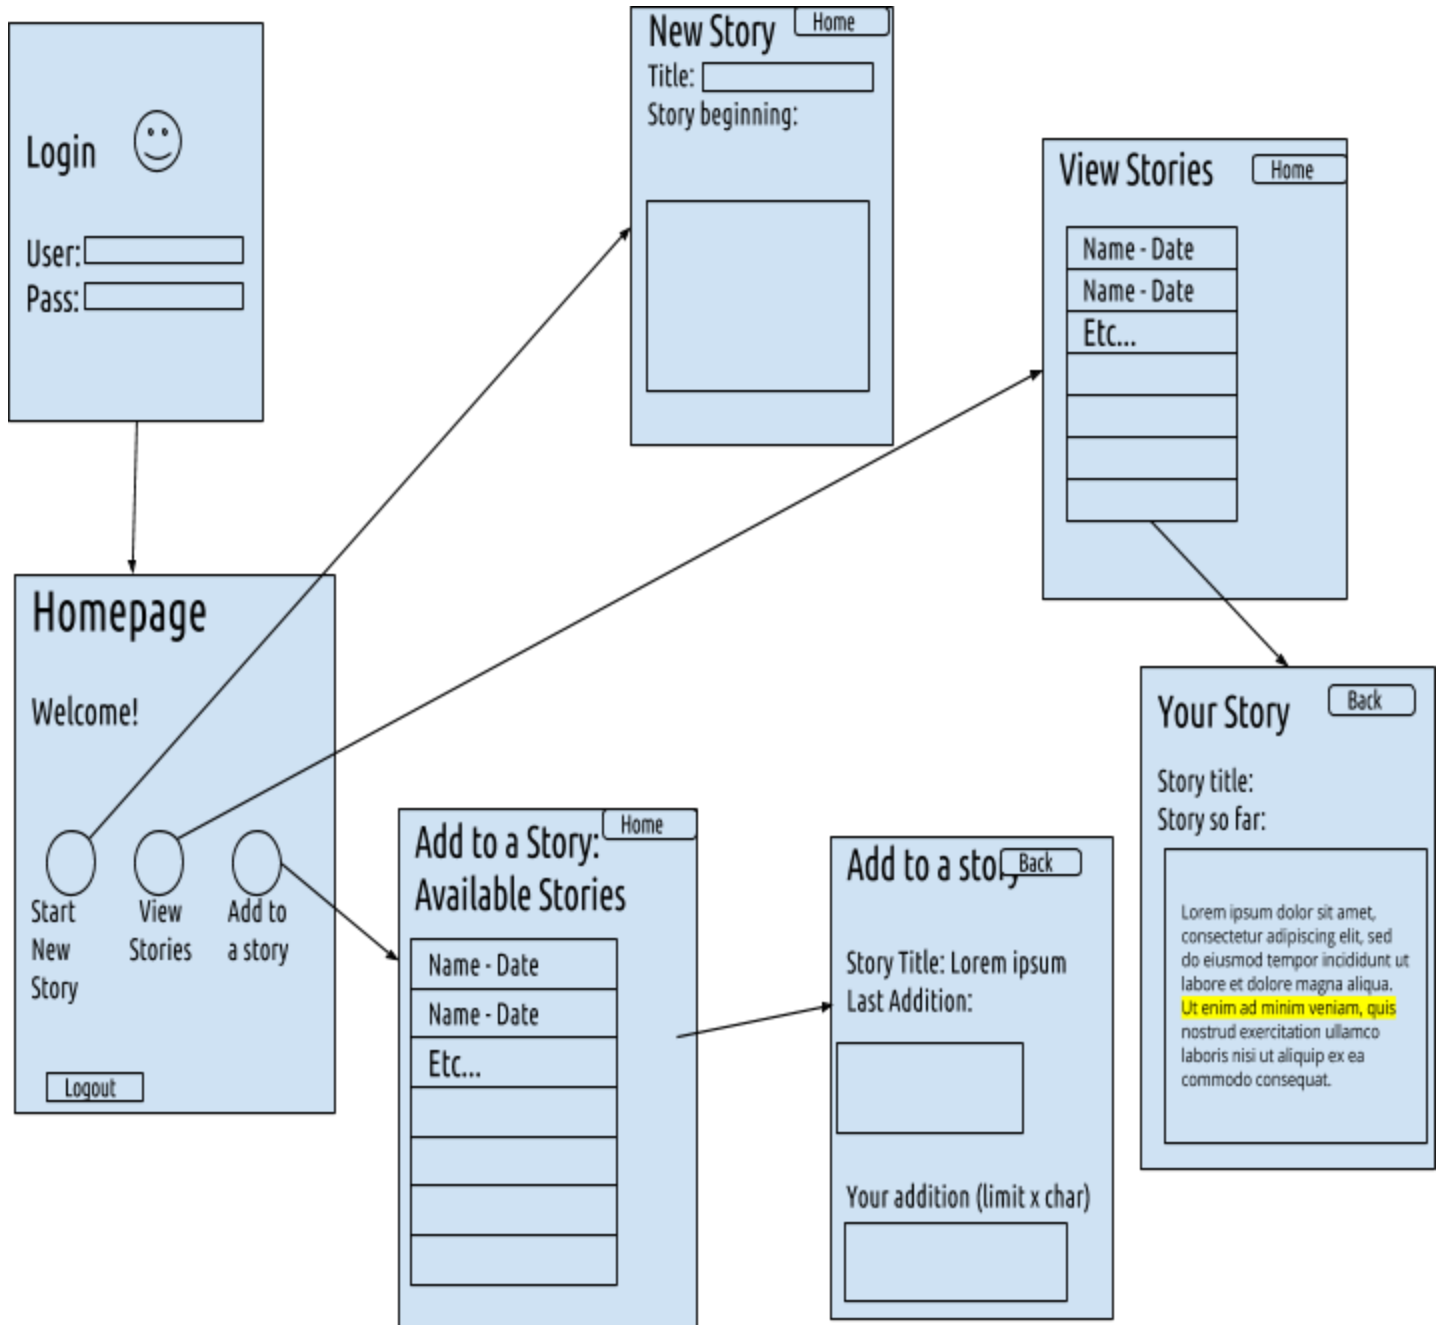 Login
User:
Pass:
Homepage
Welcome!
Start
New
Story
View
Stories
Add to
a story
Logout
New Story
Home
Title:
Story beginning:
View Stories
Home
Name - Date
Name - Date
Etc...
Add to a Story:
Home
Available Stories
Name - Date
Name - Date
Etc...
Add to a story
Back
Story Title: Lorem ipsum
Last Addition:
Your addition (limit x char)
Your Story
Back
Story title:
Story so far:
Lorem ipsum dolor sit amet,
consectetur adipiscing elit, sed
do eiusmod tempor incididunt ut
labore et dolore magna aliqua.
Ut enim ad minim veniam, quis
nostrud exercitation ullamco
laboris nisi ut aliquip ex ea
commodo consequat.